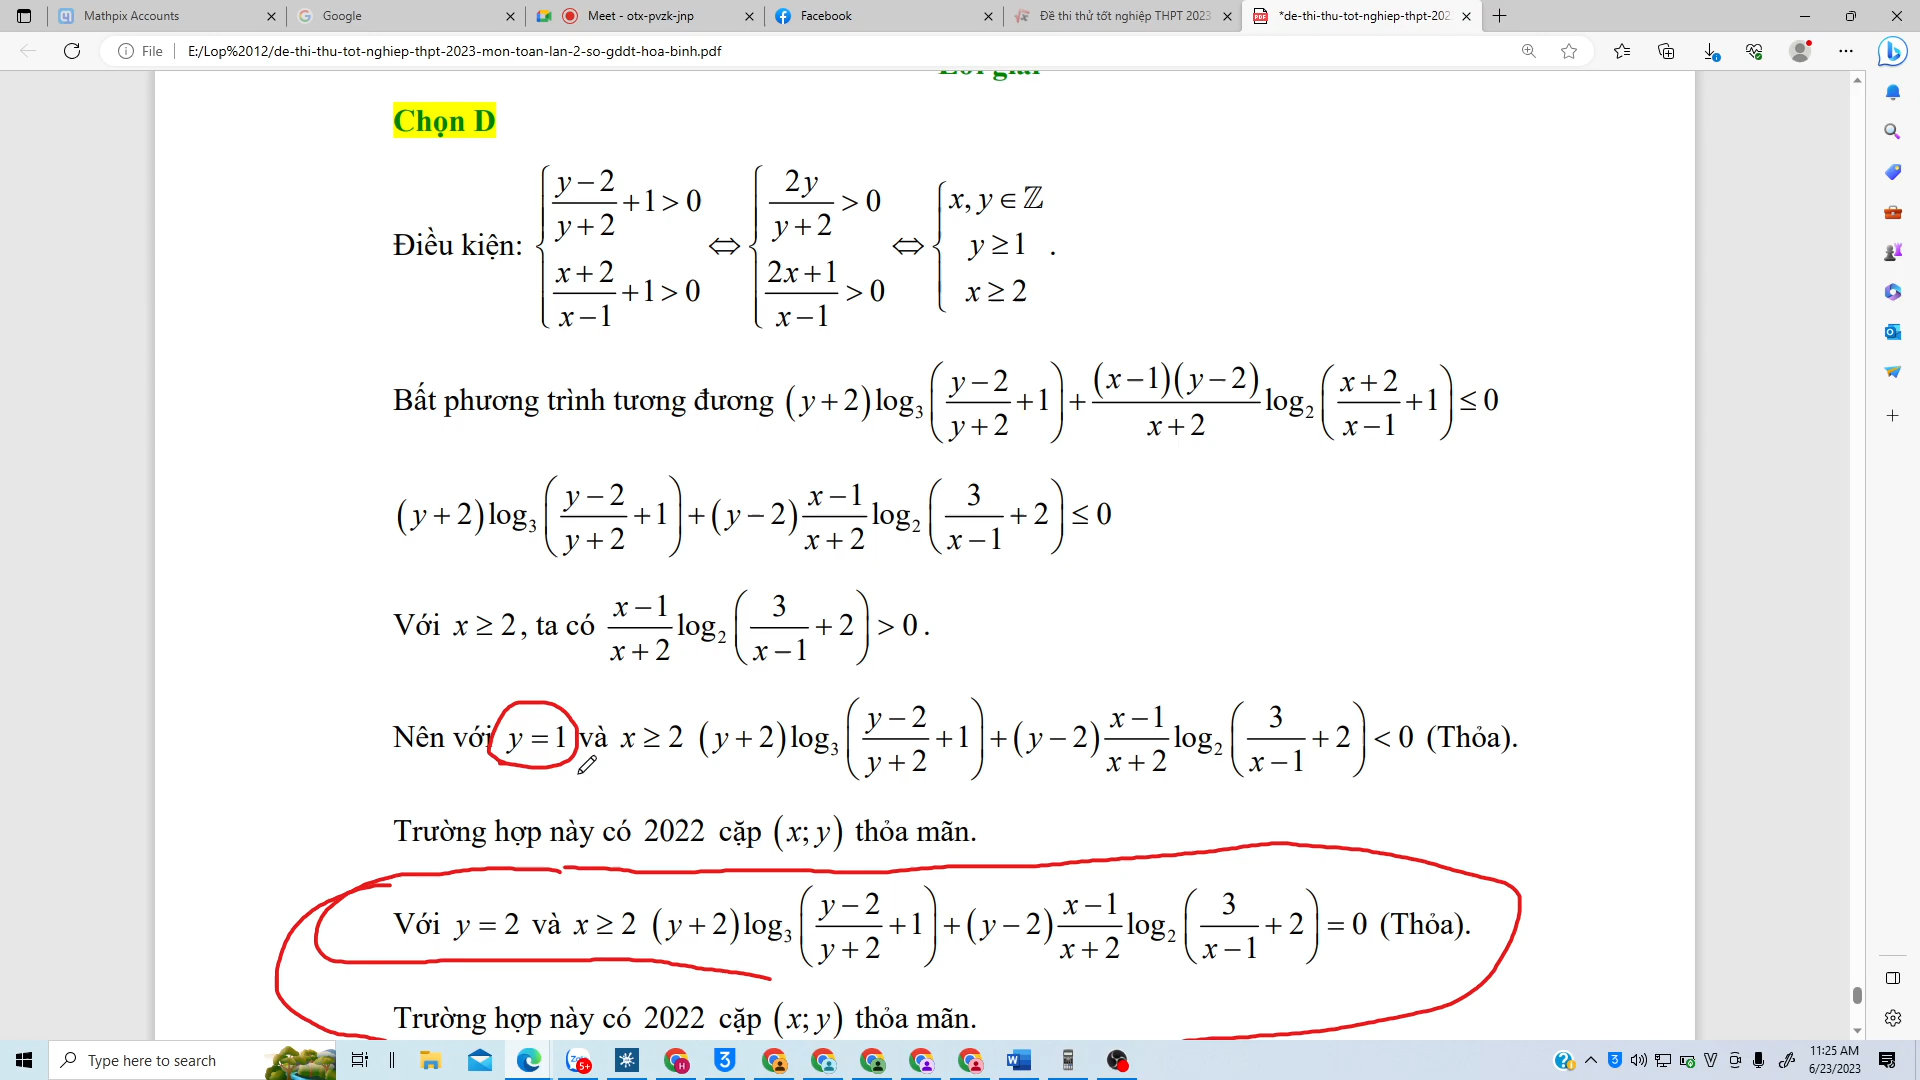 Mathpix Accounts
Google
Meet - otx-pvzk-jnp
Facebook
Đề thi thử tốt nghiệp THPT 2023
*de-thi-thu-tot-nghiep-thpt-202
File
E:/Lop%2012/de-thi-thu-tot-nghiep-thpt-2023-mon-toan-lan-2-so-gddt-hoa-binh.pdf
Lời giải
Chọn D
Điều kiện: { (y−2)/(y+2) + 1 > 0 ; (x+2)/(x−1) + 1 > 0 ⇔ { 2y/(y+2) > 0 ; (2x+1)/(x−1) > 0 ⇔ { x, y ∈ ℤ ; y ≥ 1 ; x ≥ 2 .
Bất phương trình tương đương (y+2)log₃((y−2)/(y+2) + 1) + ((x−1)(y−2))/(x+2) log₂((x+2)/(x−1) + 1) ≤ 0
(y+2)log₃((y−2)/(y+2) + 1) + (y−2) (x−1)/(x+2) log₂(3/(x−1) + 2) ≤ 0
Với x ≥ 2, ta có (x−1)/(x+2) log₂(3/(x−1) + 2) > 0 .
Nên với y = 1 và x ≥ 2 (y+2)log₃((y−2)/(y+2) + 1) + (y−2) (x−1)/(x+2) log₂(3/(x−1) + 2) < 0 (Thỏa).
Trường hợp này có 2022 cặp (x; y) thỏa mãn.
Với y = 2 và x ≥ 2 (y+2)log₃((y−2)/(y+2) + 1) + (y−2) (x−1)/(x+2) log₂(3/(x−1) + 2) = 0 (Thỏa).
Trường hợp này có 2022 cặp (x; y) thỏa mãn.
Type here to search
11:25 AM
6/23/2023